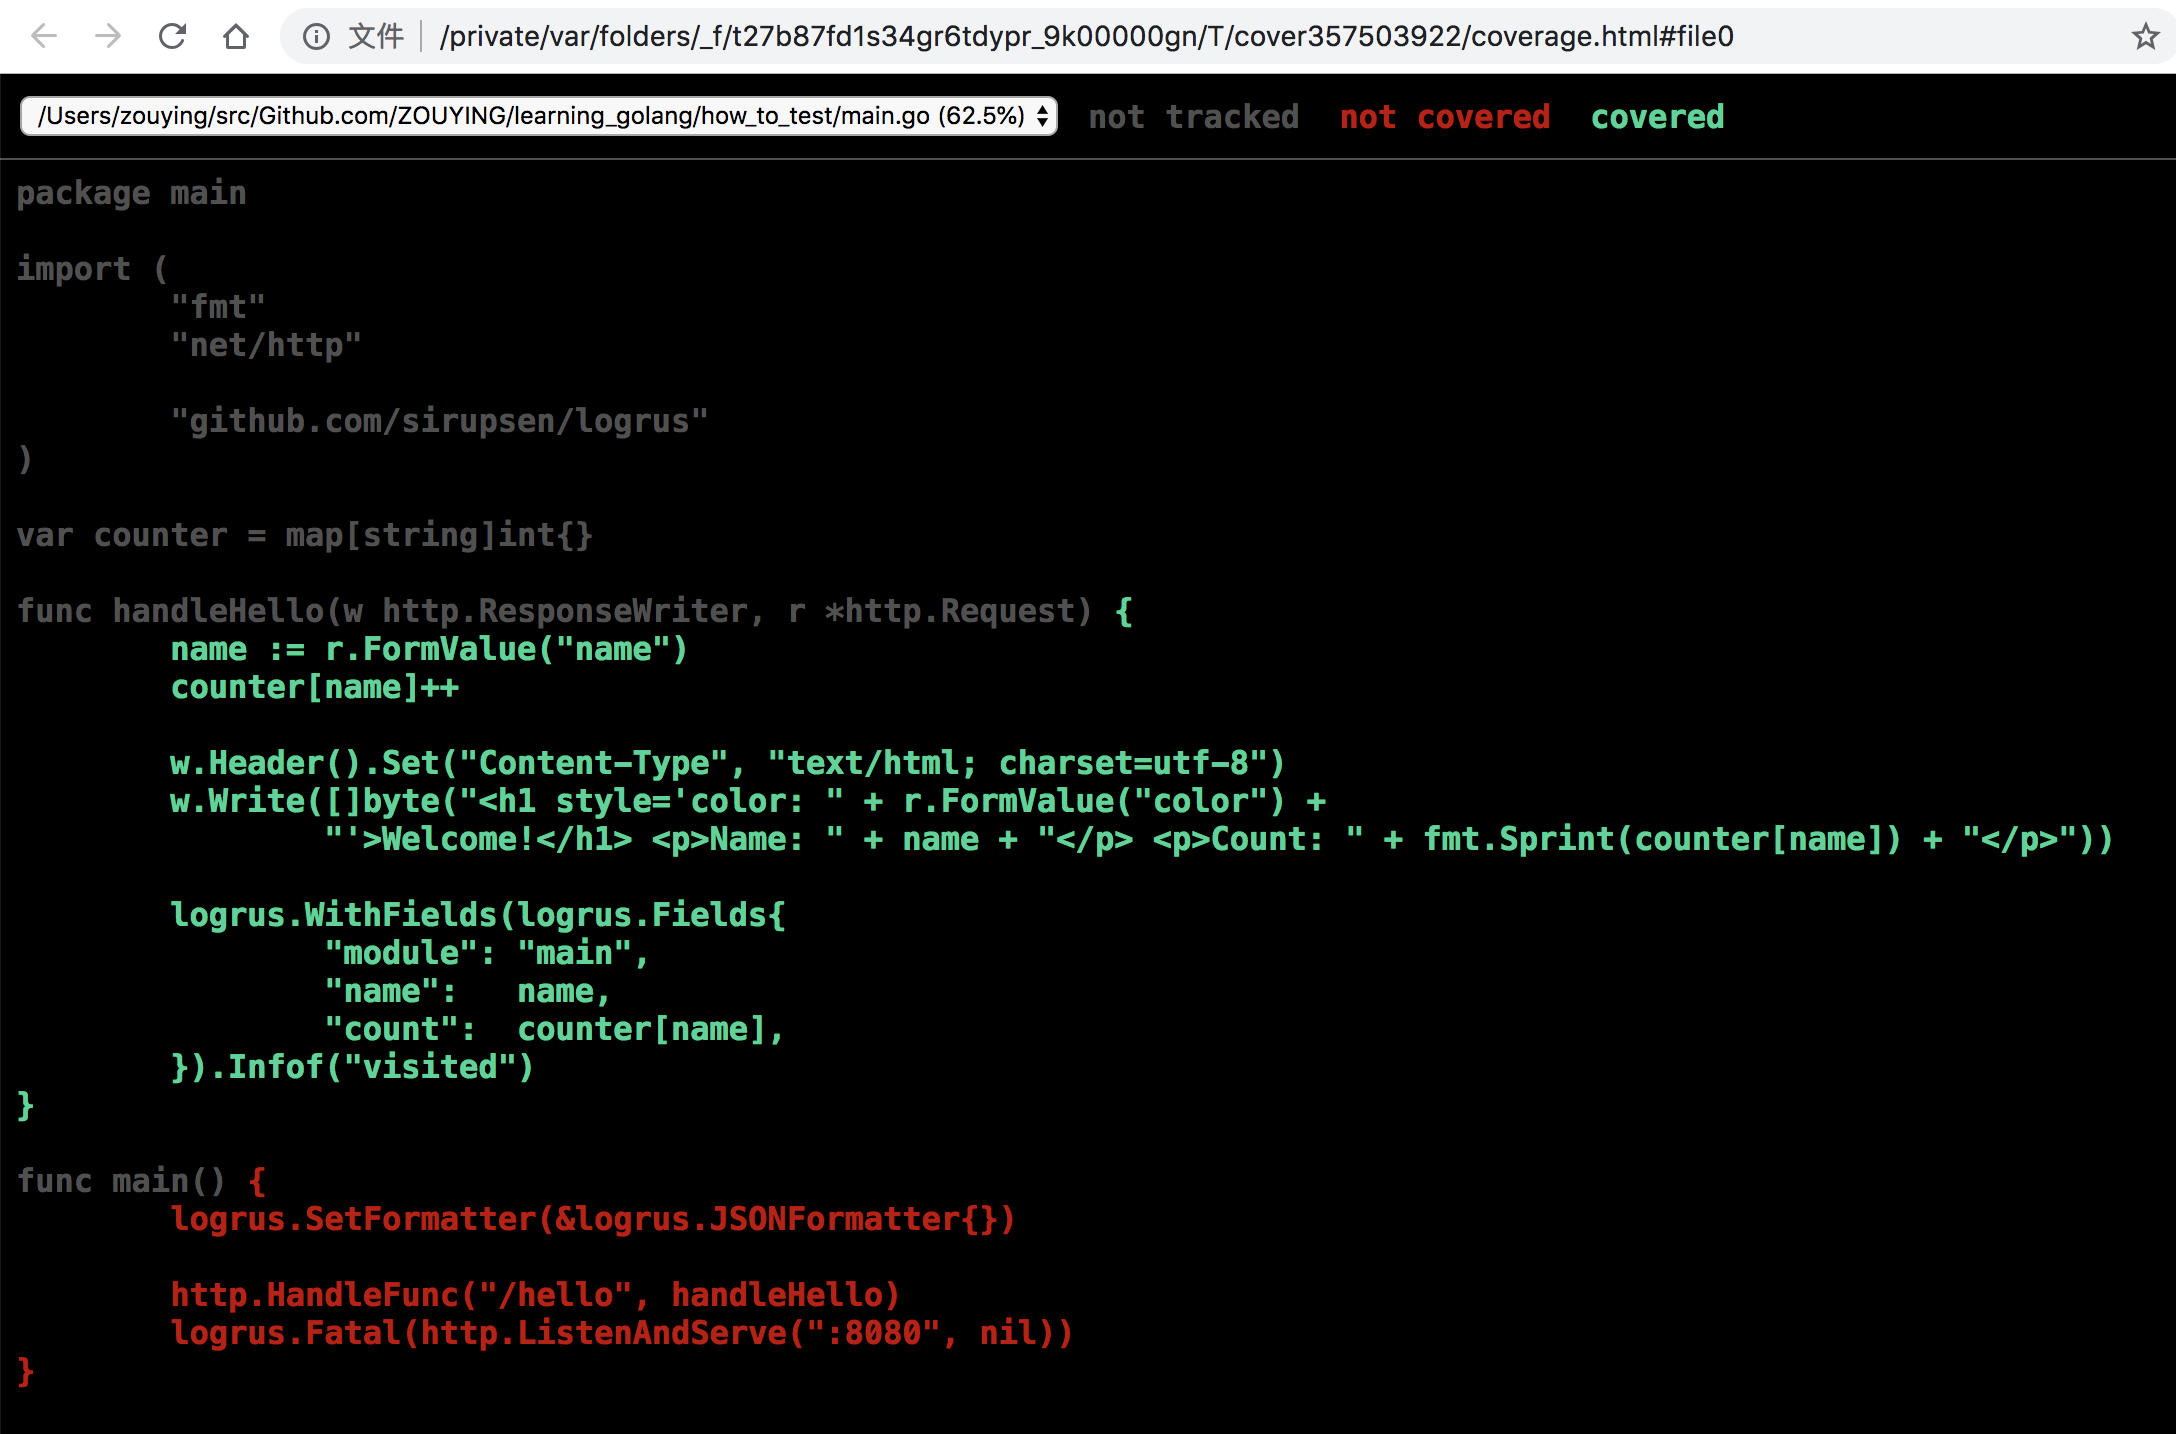 文件 /private/var/folders/_f/t27b87fd1s34gr6tdypr_9k00000gn/T/cover357503922/coverage.html#file0
/Users/zouying/src/Github.com/ZOUYING/learning_golang/how_to_test/main.go (62.5%) not tracked not covered covered
package main
import (
        "fmt"
        "net/http"
        "github.com/sirupsen/logrus"
)
var counter = map[string]int{}
func handleHello(w http.ResponseWriter, r *http.Request) {
        name := r.FormValue("name")
        counter[name]++
        w.Header().Set("Content-Type", "text/html; charset=utf-8")
        w.Write([]byte("<h1 style='color: " + r.FormValue("color") +
                "'>Welcome!</h1> <p>Name: " + name + "</p> <p>Count: " + fmt.Sprint(counter[name]) + "</p>"))
        logrus.WithFields(logrus.Fields{
                "module": "main",
                "name":   name,
                "count":  counter[name],
        }).Infof("visited")
}
func main() {
        logrus.SetFormatter(&logrus.JSONFormatter{})
        http.HandleFunc("/hello", handleHello)
        logrus.Fatal(http.ListenAndServe(":8080", nil))
}